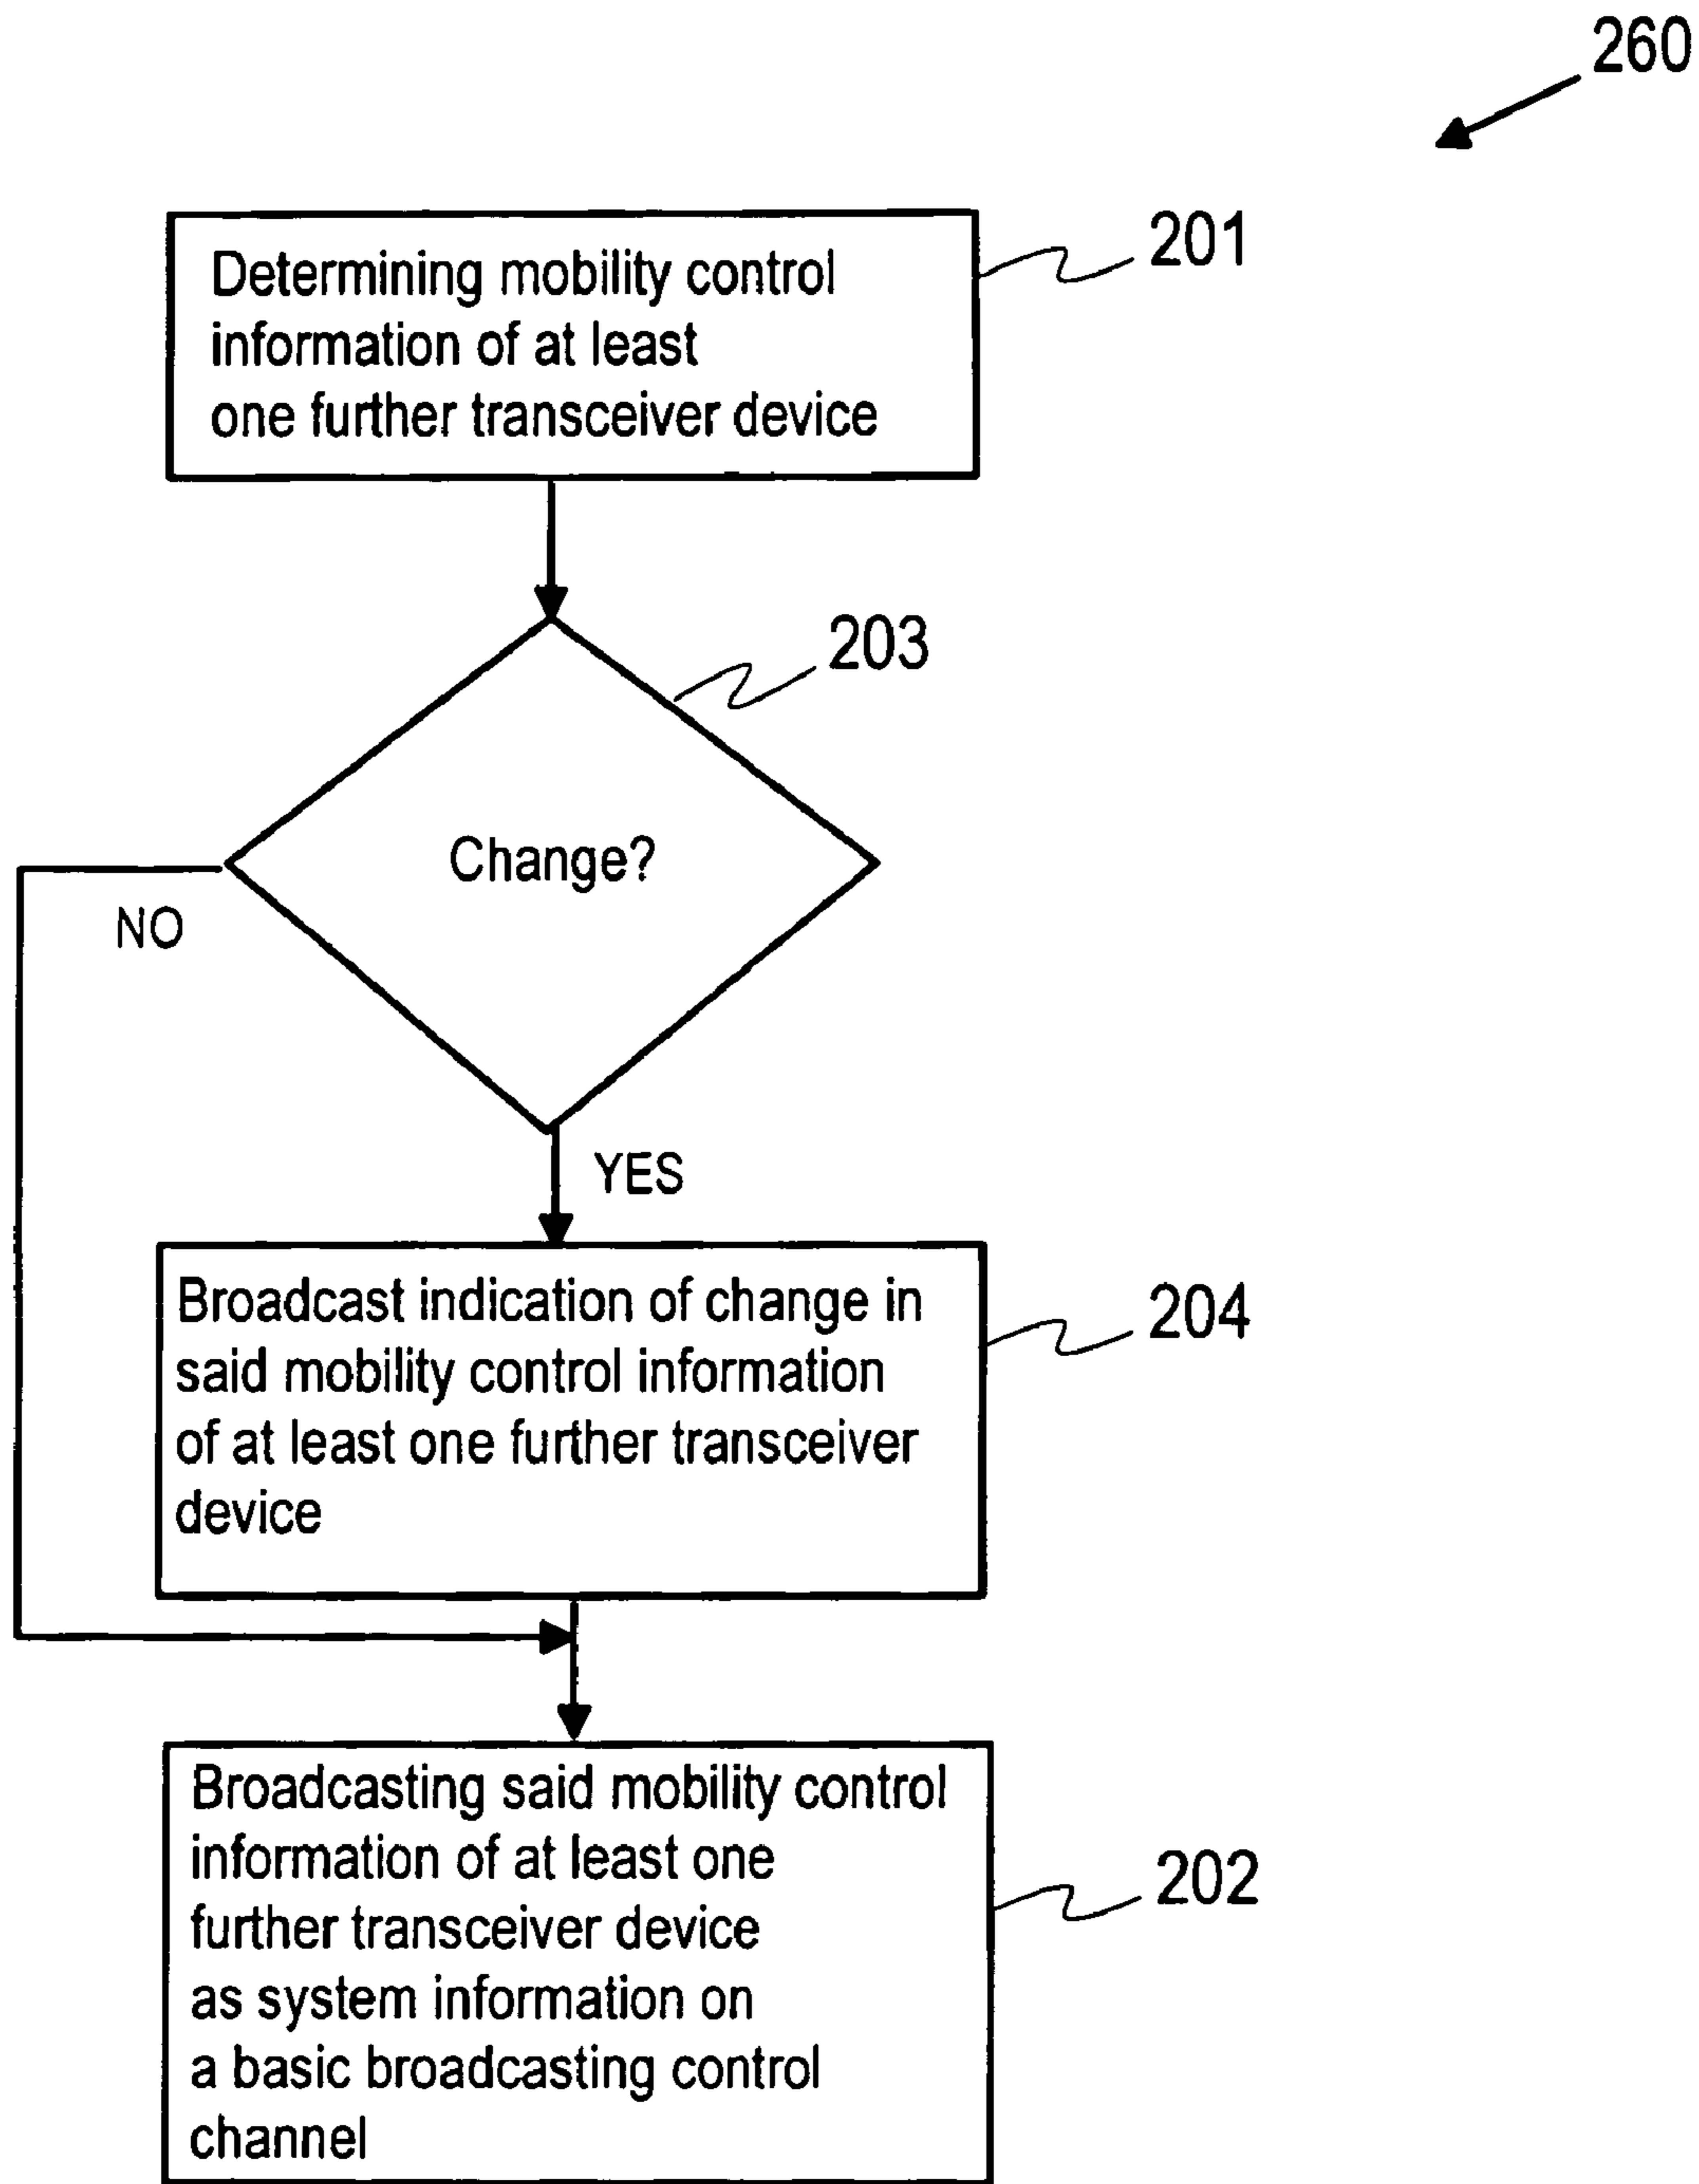 260
201
Determining mobility control
information of at least
one further transceiver device
203
Change?
NO
YES
204
Broadcast indication of change in
said mobility control information
of at least one further transceiver
device
202
Broadcasting said mobility control
information of at least one
further transceiver device
as system information on
a basic broadcasting control
channel